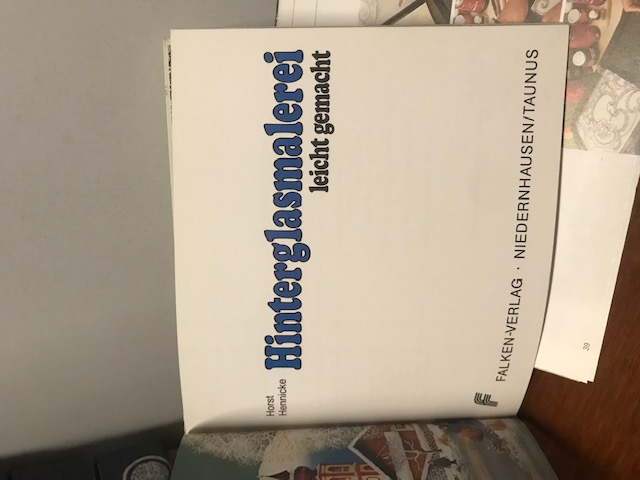 Horst
Hennicke
Hinterglasmalerei
leicht gemacht
FALKEN-VERLAG · NIEDERNHAUSEN/TAUNUS
39